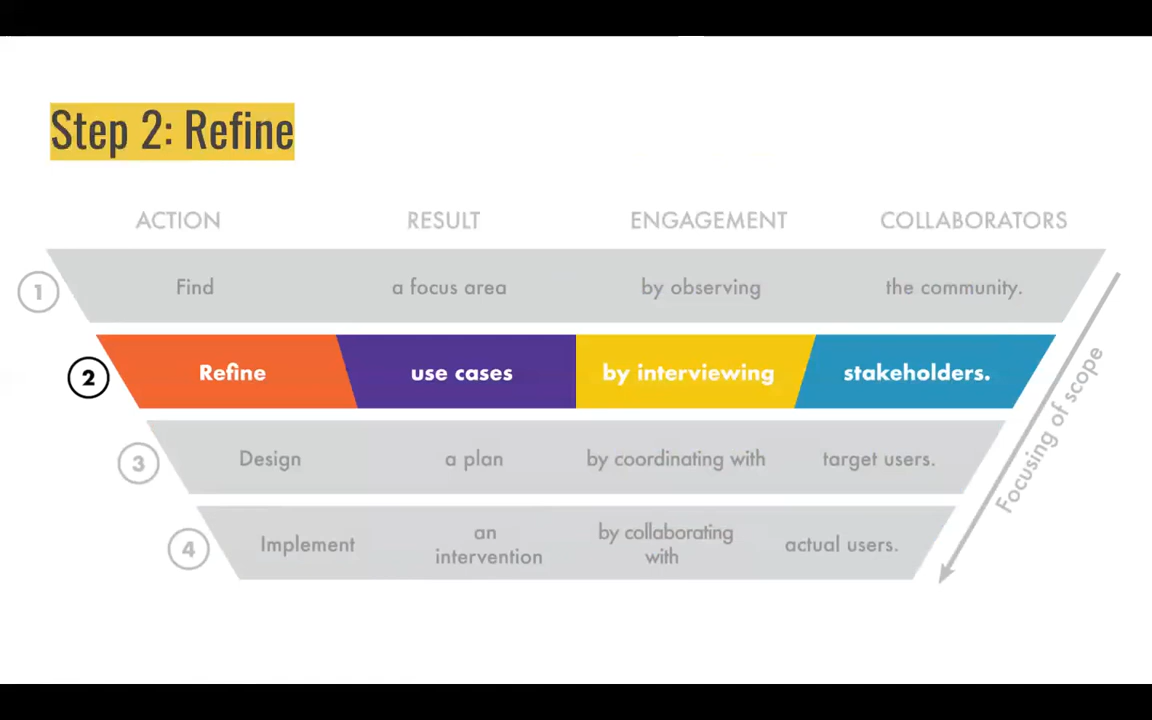 Step 2: Refine
ACTION RESULT ENGAGEMENT COLLABORATORS
1 Find a focus area by observing the community.
2 Refine use cases by interviewing stakeholders.
3 Design a plan by coordinating with target users.
4 Implement an intervention by collaborating with actual users.
Focusing of scope